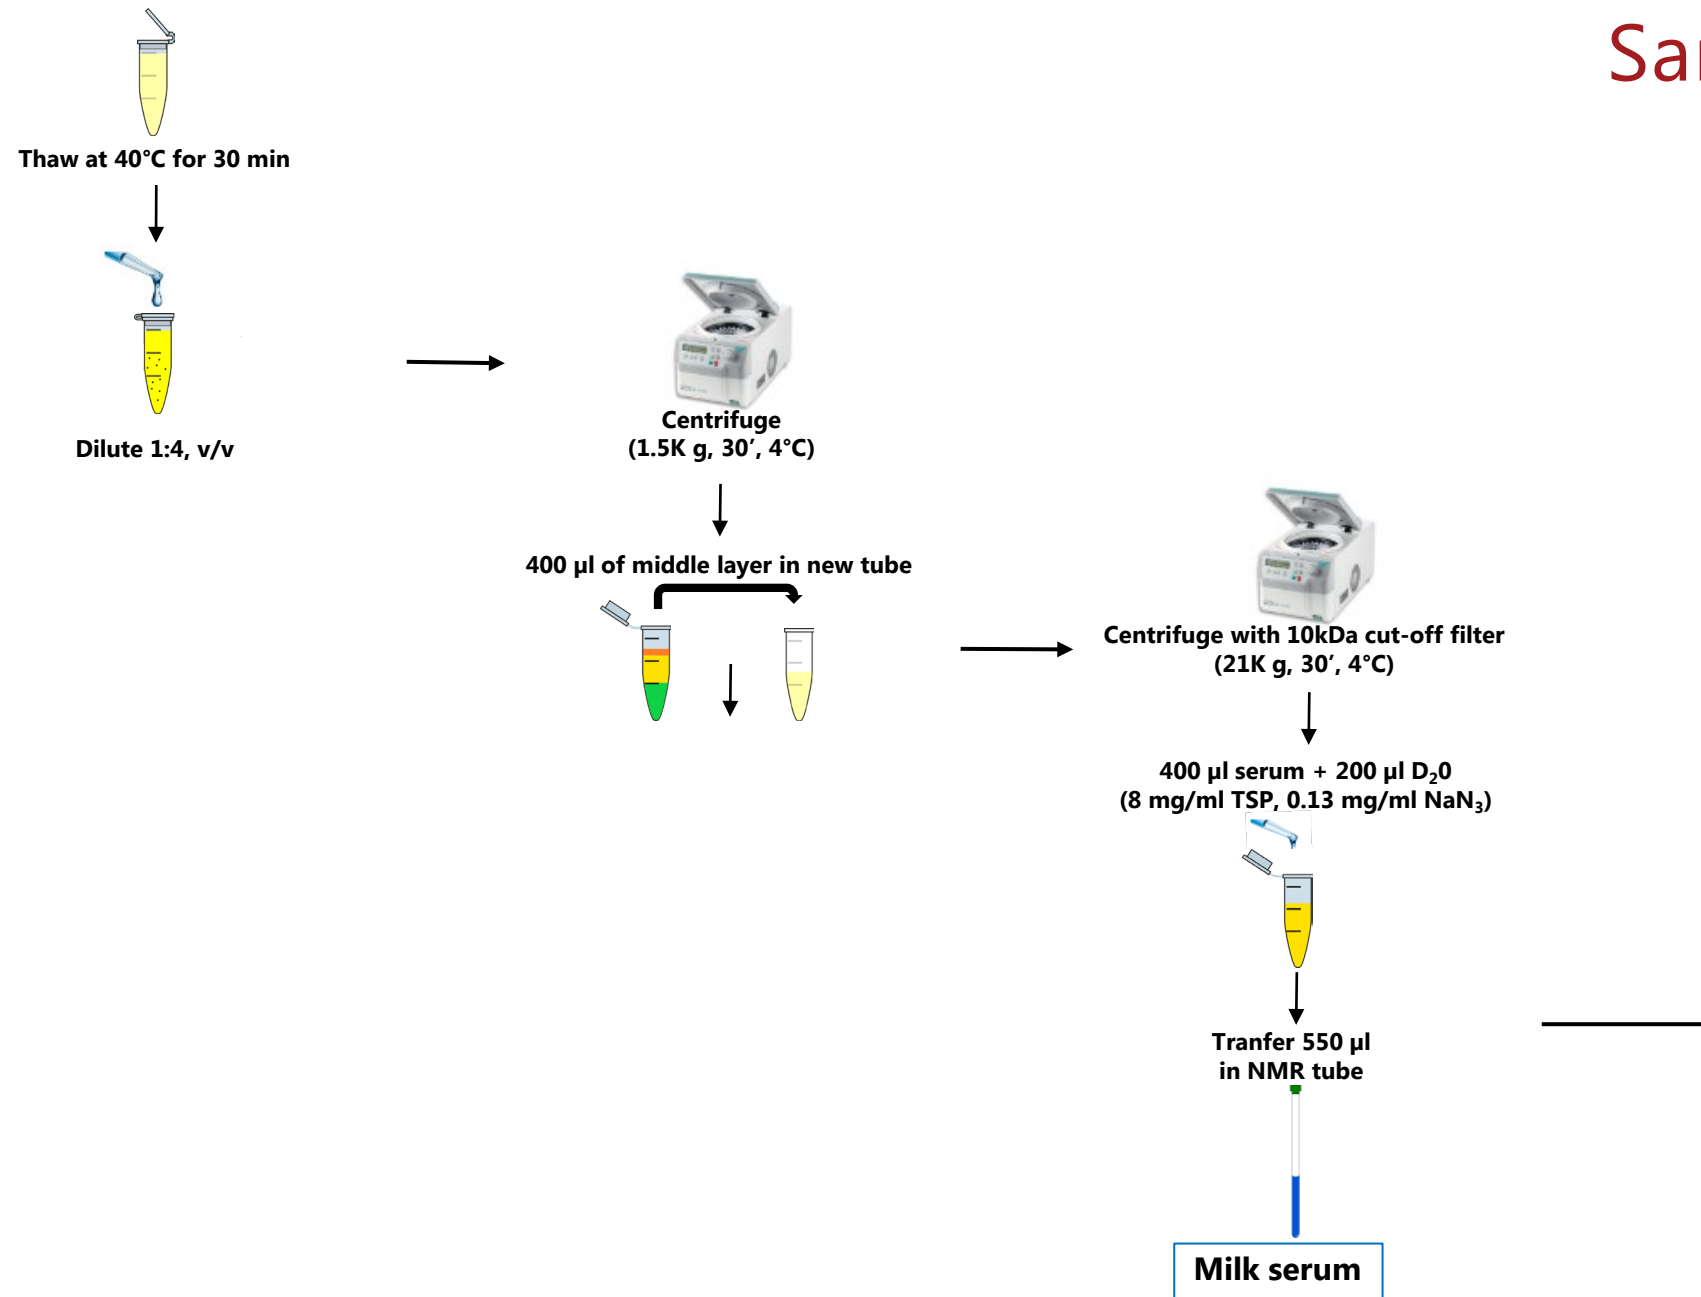 Thaw at 40°C for 30 min
Dilute 1:4, v/v
Centrifuge
(1.5K g, 30’, 4°C)
400 µl of middle layer in new tube
Centrifuge with 10kDa cut-off filter
(21K g, 30’, 4°C)
400 µl serum + 200 µl D₂0
(8 mg/ml TSP, 0.13 mg/ml NaN₃)
Tranfer 550 µl
in NMR tube
Milk serum